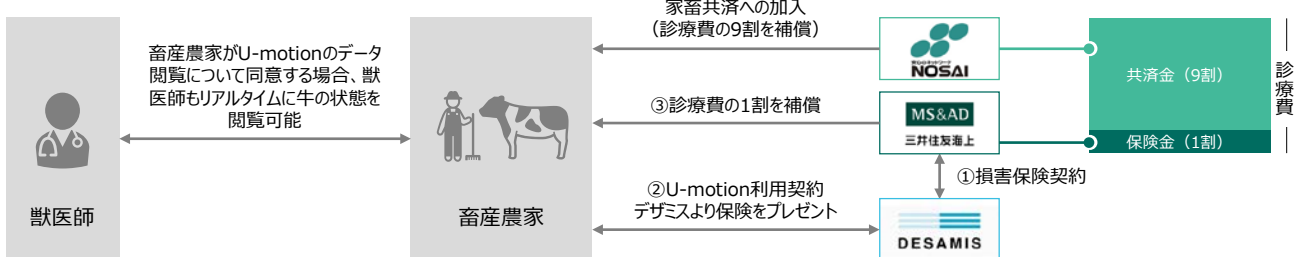 家畜共済への加入
（診療費の9割を補償）
畜産農家がU-motionのデータ
閲覧について同意する場合、獣
医師もリアルタイムに牛の状態を
閲覧可能
NOSAI
共済金（9割）
診療費
③診療費の1割を補償
MS&AD
三井住友海上
保険金（1割）
①損害保険契約
②U-motion利用契約
デザミスより保険をプレゼント
獣医師
畜産農家
DESAMIS